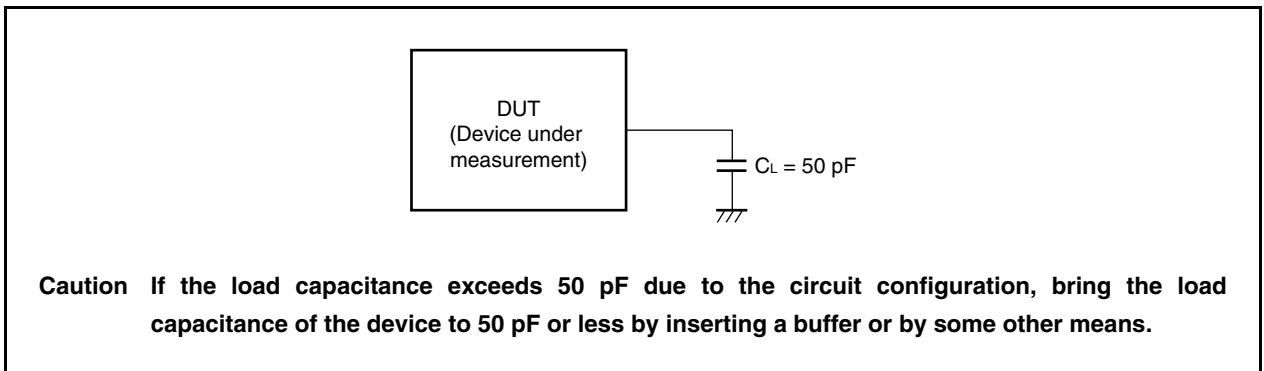 DUT
(Device under
measurement)
CL = 50 pF
Caution If the load capacitance exceeds 50 pF due to the circuit configuration, bring the load
capacitance of the device to 50 pF or less by inserting a buffer or by some other means.